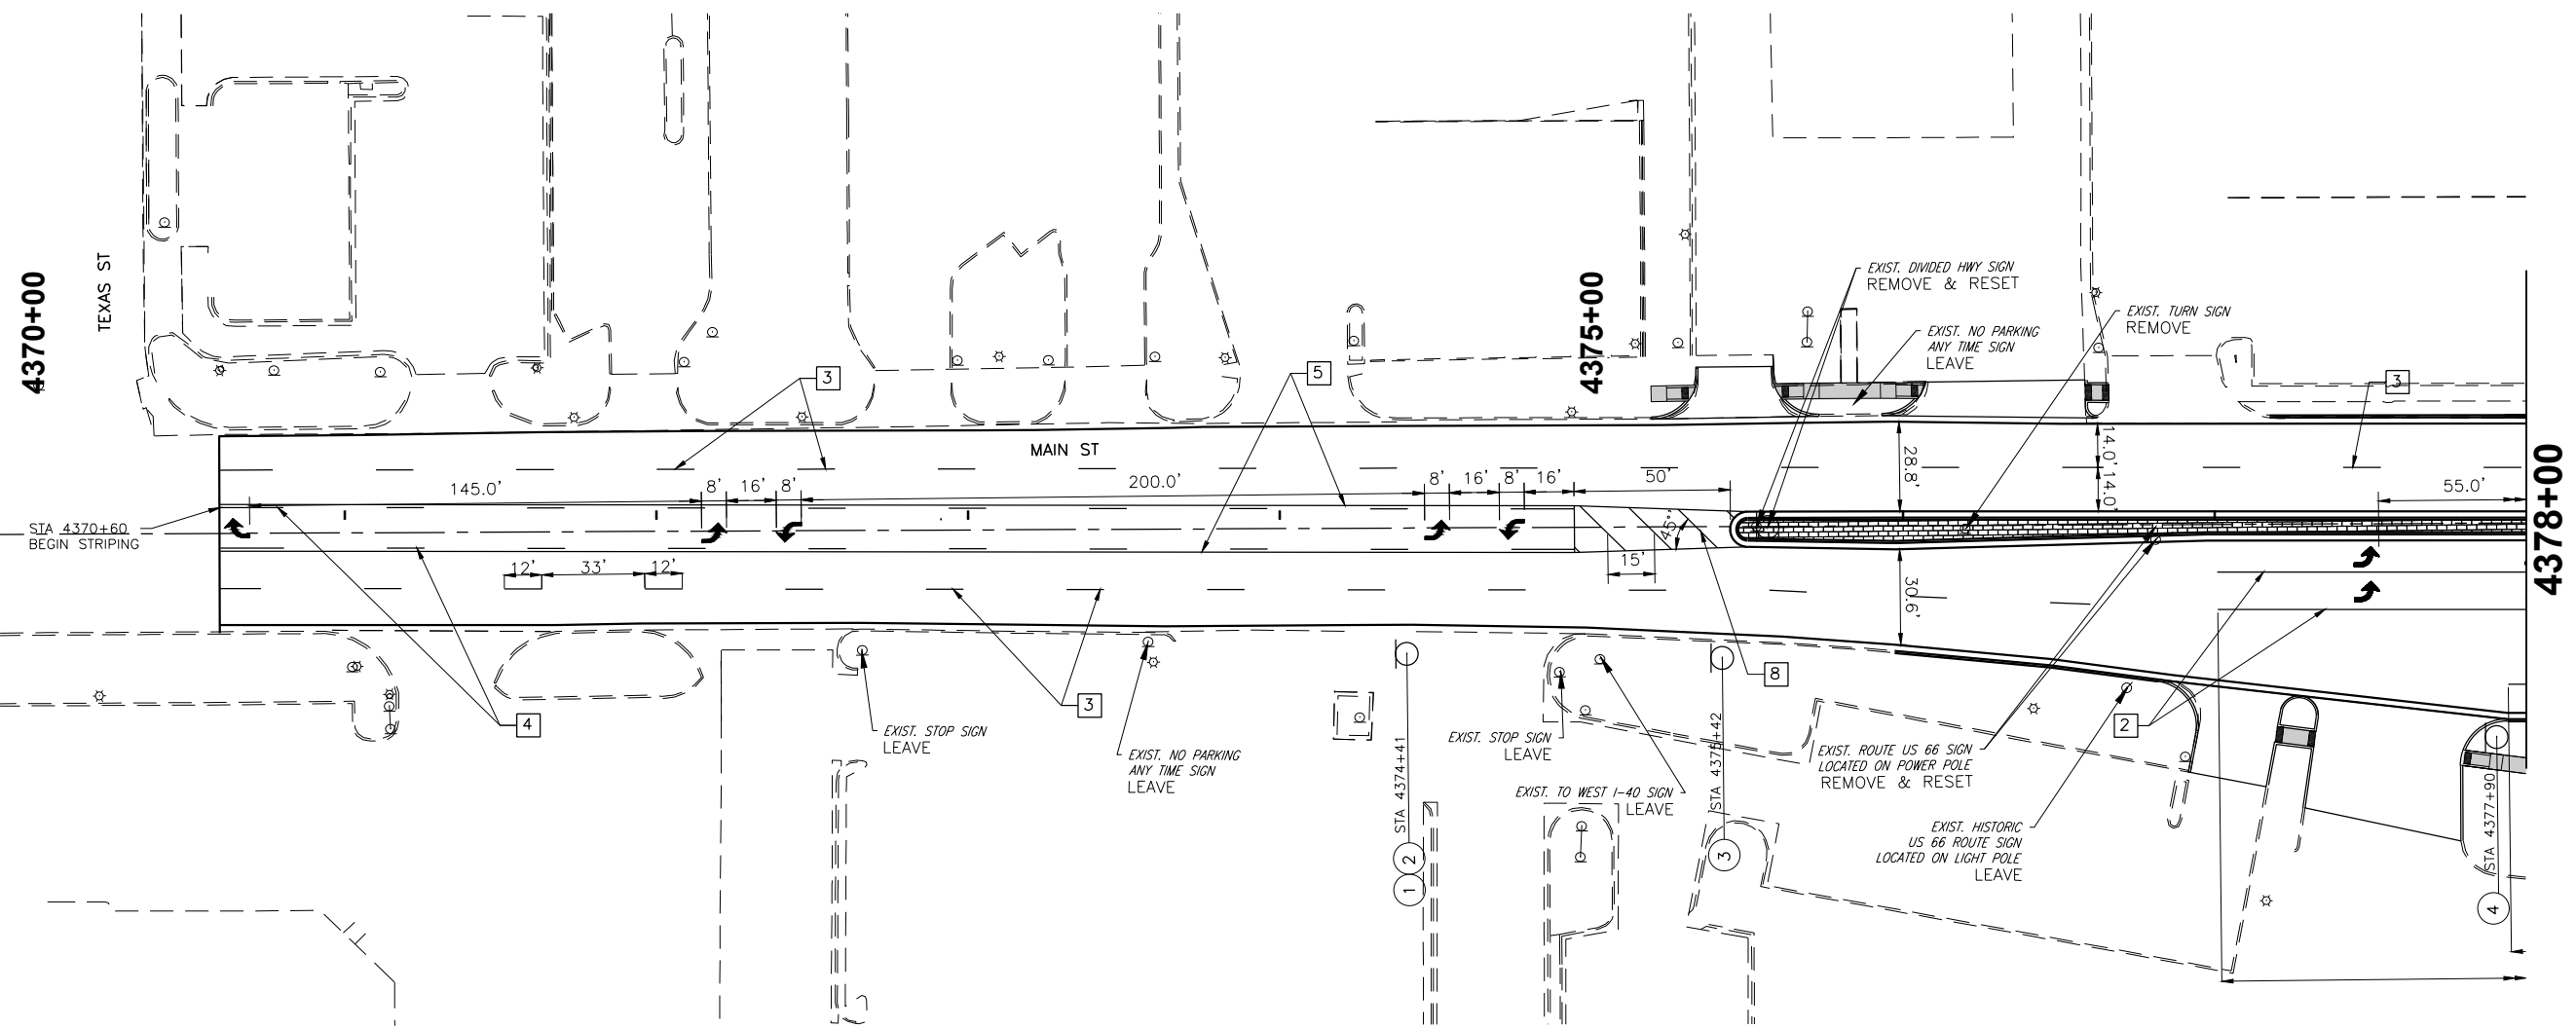 4370+00
TEXAS ST
4375+00
EXIST. DIVIDED HWY SIGN
REMOVE & RESET
EXIST. TURN SIGN
REMOVE
EXIST. NO PARKING
ANY TIME SIGN
LEAVE
3
5
3
MAIN ST
145.0'
8'
16'
8'
200.0'
8'
16'
8'
16'
50'
28.8'
14.0'
14.0'
55.0'
4378+00
STA 4370+60
BEGIN STRIPING
45°
15'
12'
33'
12'
30.6'
4
3
8
2
EXIST. STOP SIGN
LEAVE
EXIST. NO PARKING
ANY TIME SIGN
LEAVE
STA 4374+41
2
1
EXIST. STOP SIGN
LEAVE
EXIST. TO WEST I-40 SIGN
LEAVE
STA 4375+42
3
EXIST. ROUTE US 66 SIGN
LOCATED ON POWER POLE
REMOVE & RESET
EXIST. HISTORIC
US 66 ROUTE SIGN
LOCATED ON LIGHT POLE
LEAVE
STA 4377+90
4